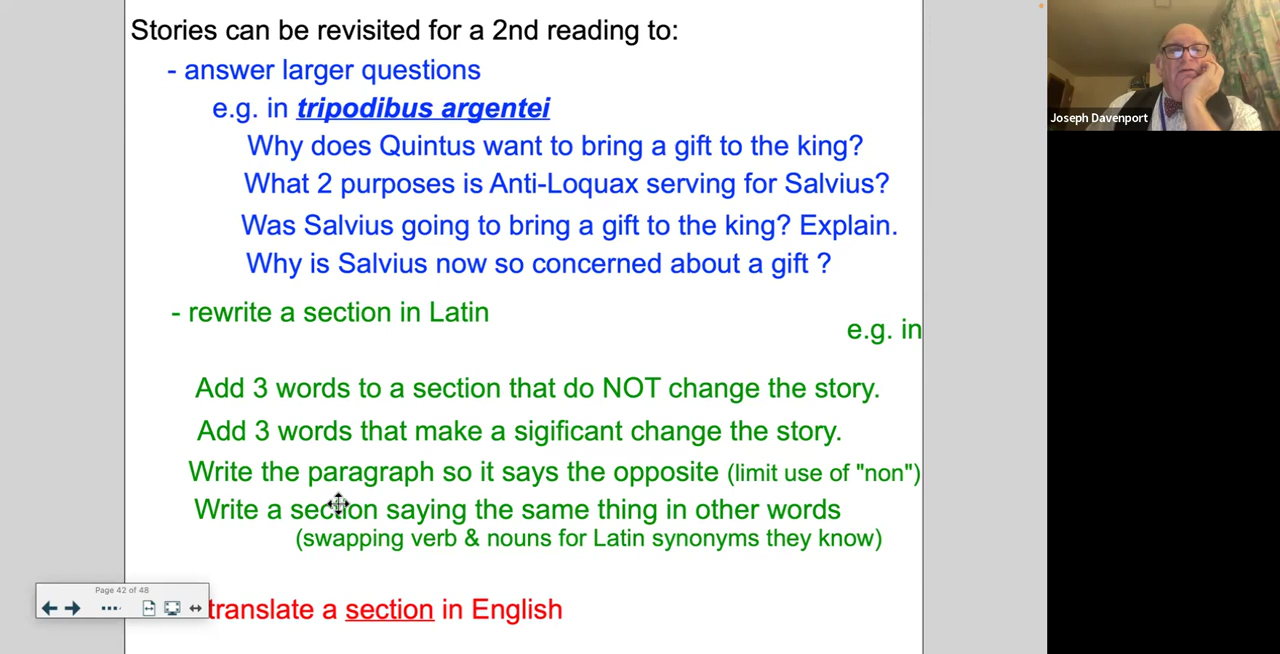 Stories can be revisited for a 2nd reading to:
- answer larger questions
e.g. in tripodibus argentei
Why does Quintus want to bring a gift to the king?
What 2 purposes is Anti-Loquax serving for Salvius?
Was Salvius going to bring a gift to the king? Explain.
Why is Salvius now so concerned about a gift ?
- rewrite a section in Latin
e.g. in
Add 3 words to a section that do NOT change the story.
Add 3 words that make a sigificant change the story.
Write the paragraph so it says the opposite (limit use of "non")
Write a section saying the same thing in other words
(swapping verb & nouns for Latin synonyms they know)
translate a section in English
Page 42 of 48
Joseph Davenport